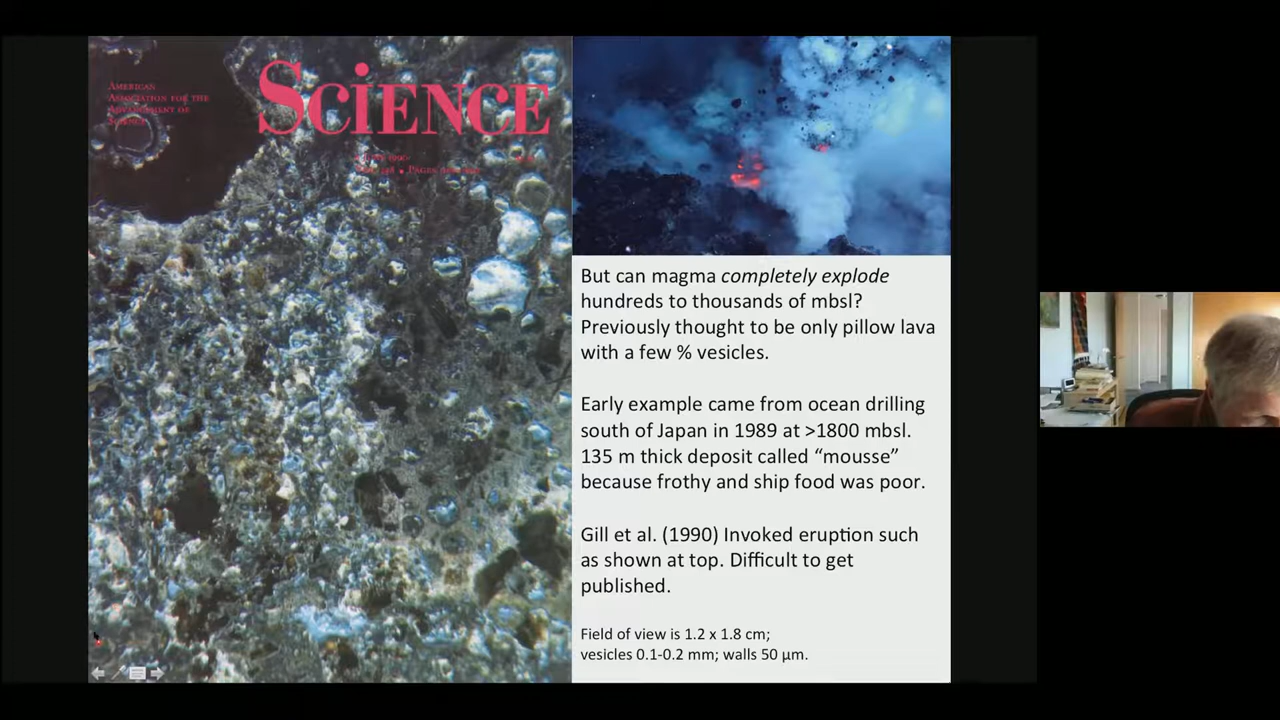 AMERICAN
ASSOCIATION FOR THE
ADVANCEMENT OF
SCIENCE
SCIENCE
1990
PAGES
But can magma completely explode
hundreds to thousands of mbsl?
Previously thought to be only pillow lava
with a few % vesicles.
Early example came from ocean drilling
south of Japan in 1989 at >1800 mbsl.
135 m thick deposit called “mousse”
because frothy and ship food was poor.
Gill et al. (1990) Invoked eruption such
as shown at top. Difficult to get
published.
Field of view is 1.2 x 1.8 cm;
vesicles 0.1-0.2 mm; walls 50 µm.